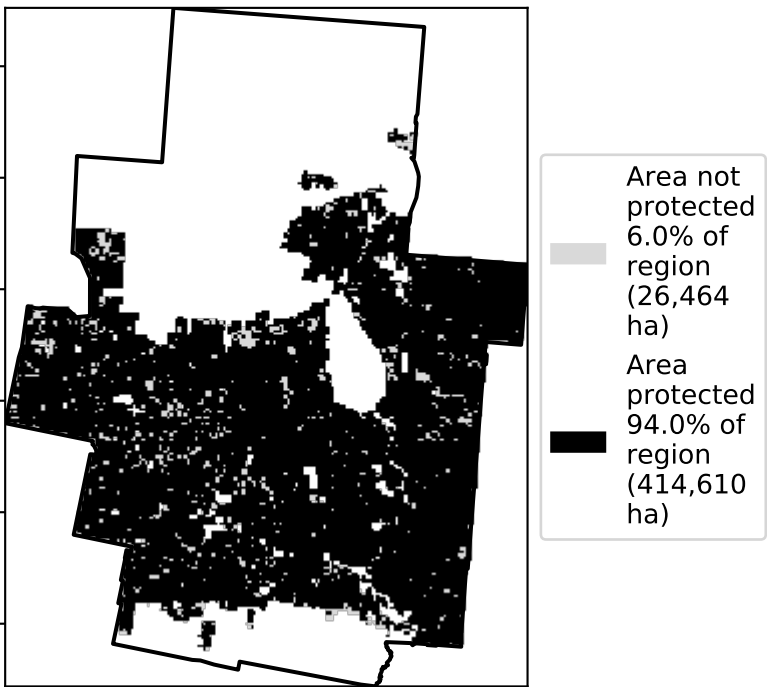 Area not
protected
6.0% of
region
(26,464
ha)
Area
protected
94.0% of
region
(414,610
ha)